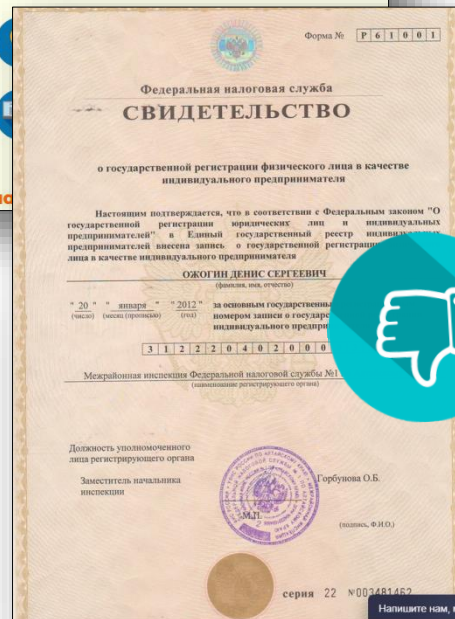 Форма № Р 6 1 0 0 1
Федеральная налоговая служба
СВИДЕТЕЛЬСТВО
о государственной регистрации физического лица в качестве
индивидуального предпринимателя
Настоящим подтверждается, что в соответствии с Федеральным законом "О
государственной регистрации юридических лиц и индивидуальных
предпринимателей" в Единый государственный реестр индивидуальных
предпринимателей внесена запись о государственной регистрации
лица в качестве индивидуального предпринимателя
ОЖОГИН ДЕНИС СЕРГЕЕВИЧ
(фамилия, имя, отчество)
" 20 " " января " " 2012 " за основным государственны
(число) (месяц (прописью)) (год) номером записи о государс
индивидуального предпри
3 1 2 2 2 0 4 0 2 0 0 0
Межрайонная инспекция Федеральной налоговой службы №1
(наименование регистрирующего органа)
Должность уполномоченного
лица регистрирующего органа
Заместитель начальника
инспекции
Горбунова О.Б.
М.П.
(подпись, Ф.И.О.)
серия 22 №003481462
Напишите нам,